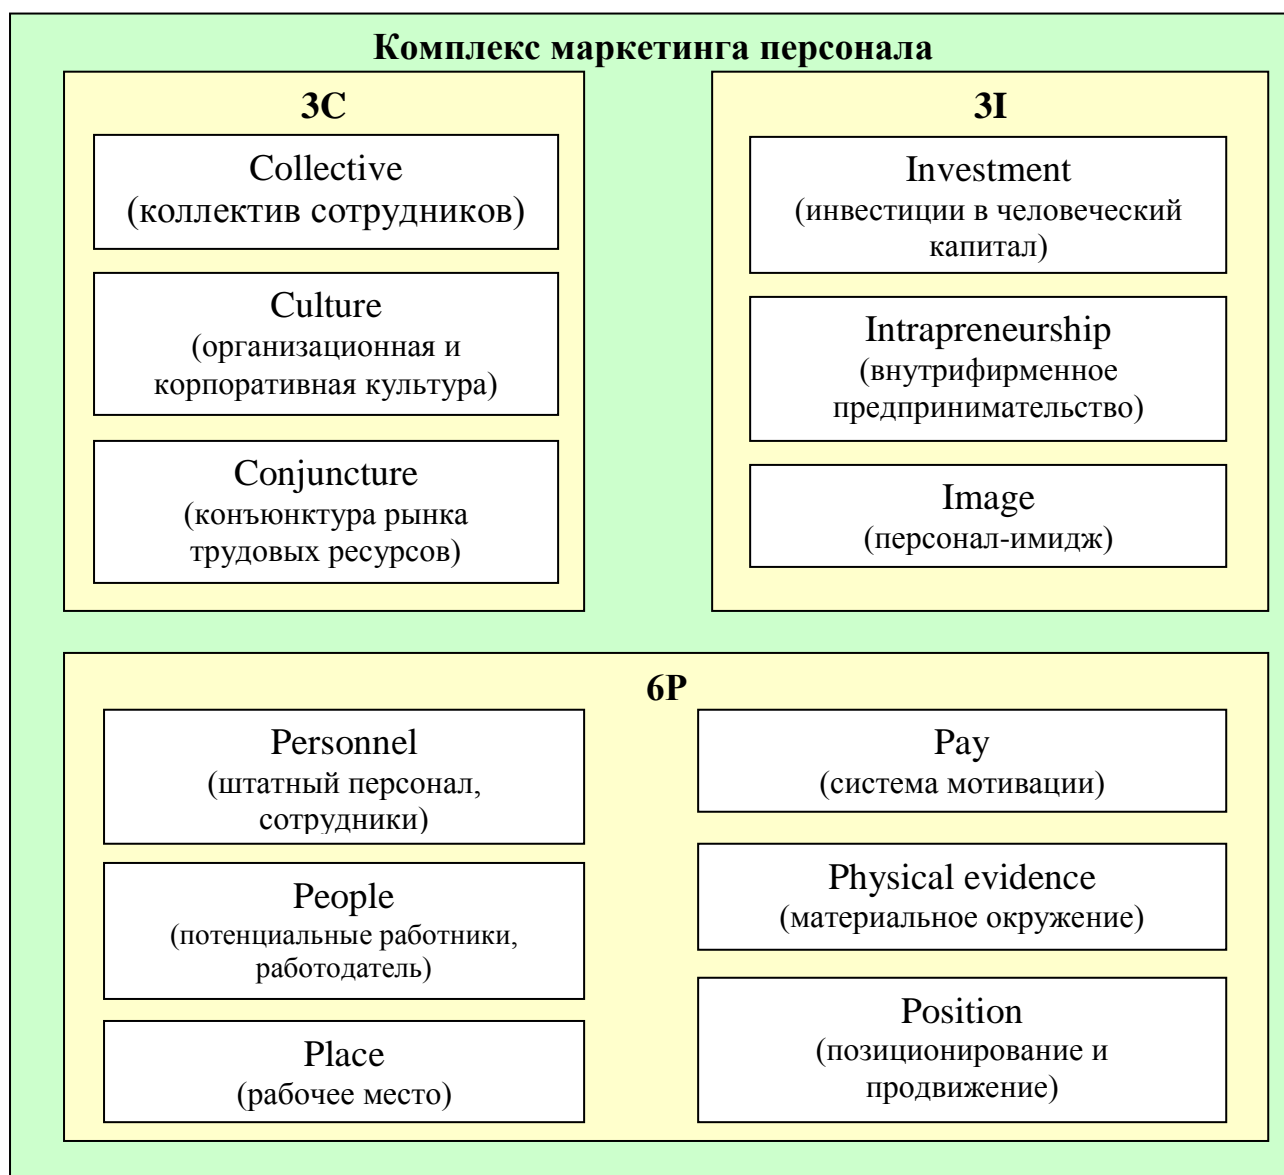 Комплекс маркетинга персонала
3C
Collective
(коллектив сотрудников)
Culture
(организационная и
корпоративная культура)
Conjuncture
(конъюнктура рынка
трудовых ресурсов)
3I
Investment
(инвестиции в человеческий
капитал)
Intrapreneurship
(внутрифирменное
предпринимательство)
Image
(персонал-имидж)
6P
Personnel
(штатный персонал,
сотрудники)
People
(потенциальные работники,
работодатель)
Place
(рабочее место)
Pay
(система мотивации)
Physical evidence
(материальное окружение)
Position
(позиционирование и
продвижение)